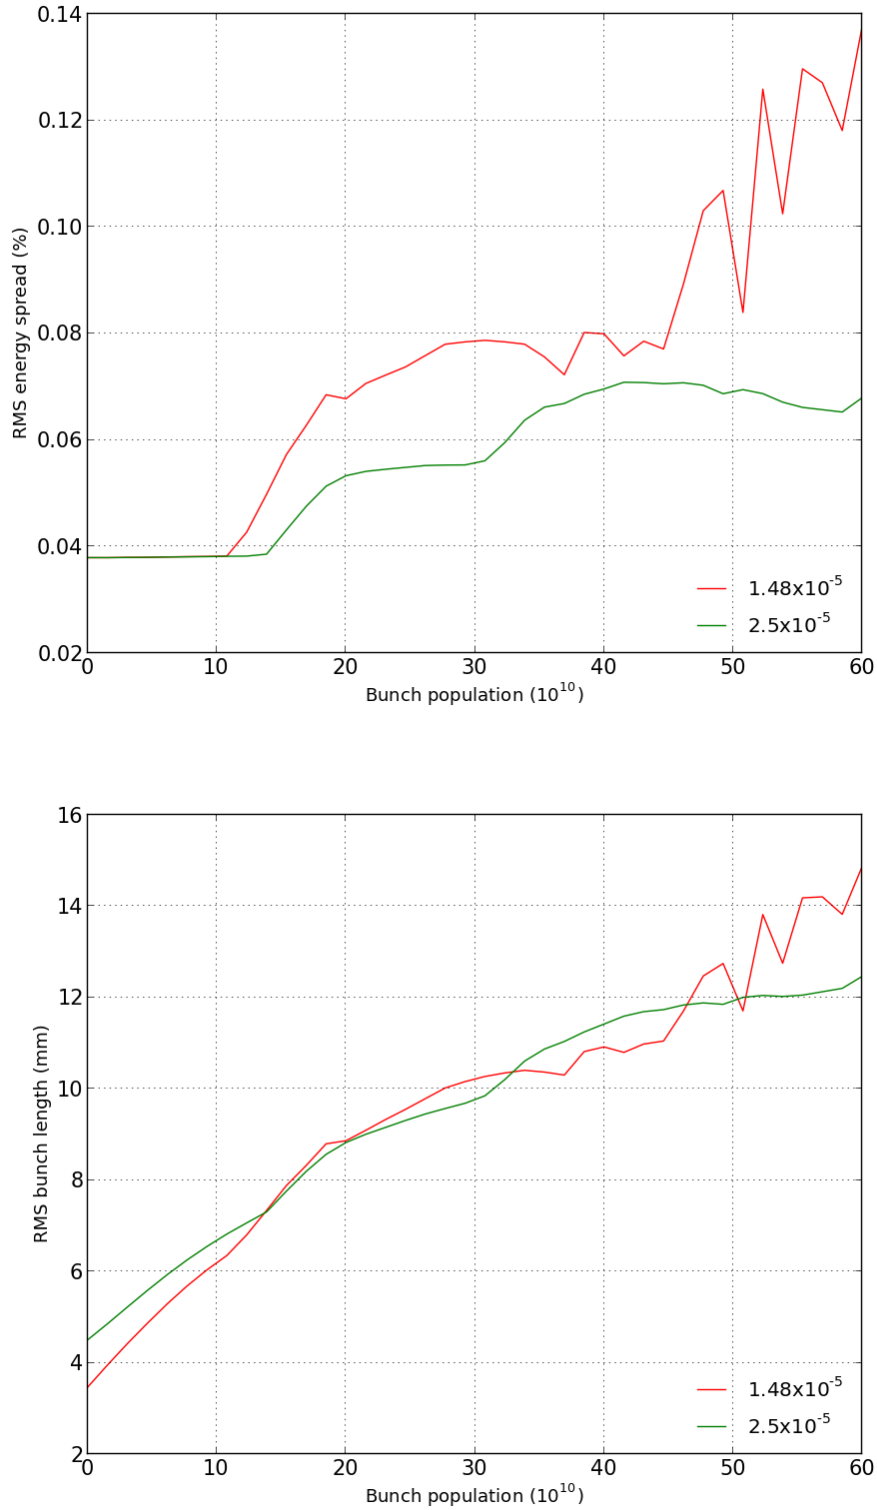 0.14
0.12
0.10
0.08
0.06
0.04
0.02
RMS energy spread (%)
1.48x10^-5
2.5x10^-5
0 10 20 30 40 50 60
Bunch population (10^10)
16
14
12
10
8
6
4
2
RMS bunch length (mm)
1.48x10^-5
2.5x10^-5
0 10 20 30 40 50 60
Bunch population (10^10)